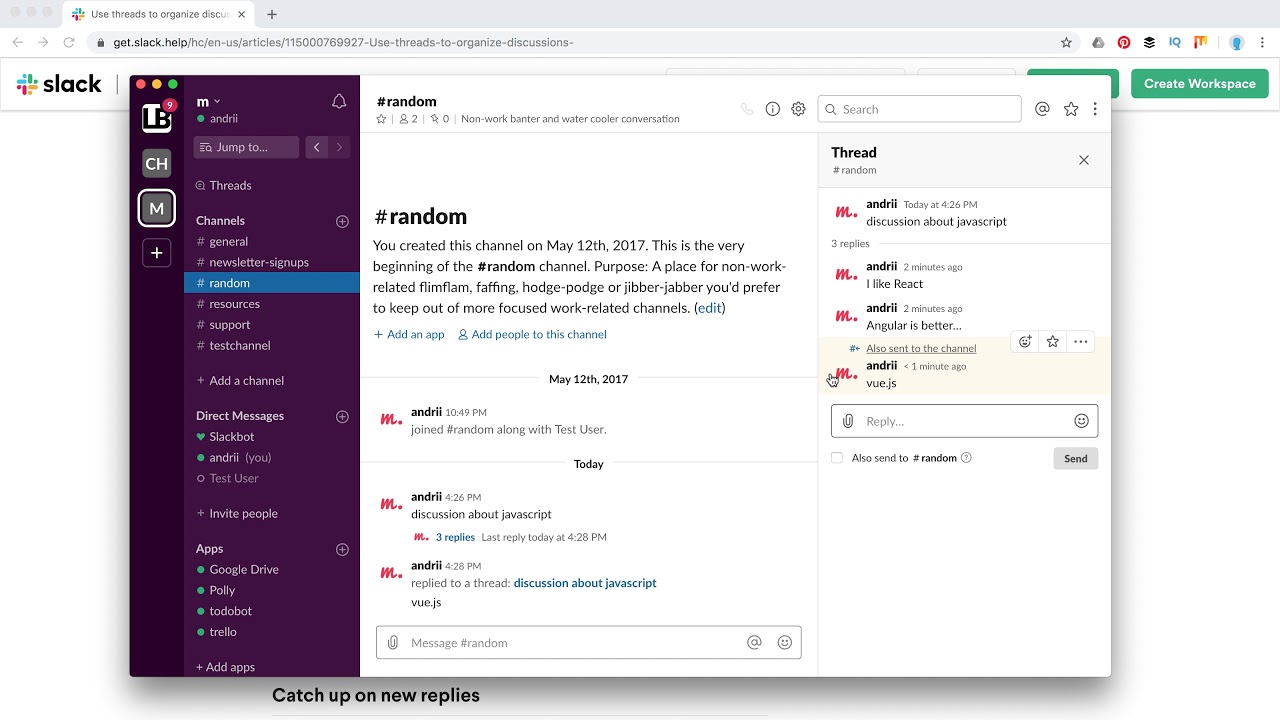 Use threads to organize discus
get.slack.help/hc/en-us/articles/115000769927-Use-threads-to-organize-discussions-
IQ
slack
Create Workspace
LB
9
CH
M
m
andrii
Jump to...
Threads
Channels
# general
# newsletter-signups
# random
# resources
# support
# testchannel
+ Add a channel
Direct Messages
Slackbot
andrii (you)
Test User
+ Invite people
Apps
Google Drive
Polly
todobot
trello
+ Add apps
#random
2 | 0 | Non-work banter and water cooler conversation
Search
#random
You created this channel on May 12th, 2017. This is the very
beginning of the #random channel. Purpose: A place for non-work-
related flimflam, faffing, hodge-podge or jibber-jabber you'd prefer
to keep out of more focused work-related channels. (edit)
+ Add an app Add people to this channel
May 12th, 2017
m. andrii 10:49 PM
joined #random along with Test User.
Today
m. andrii 4:26 PM
discussion about javascript
m. 3 replies Last reply today at 4:28 PM
m. andrii 4:28 PM
replied to a thread: discussion about javascript
vue.js
Message #random
Thread
# random
m. andrii Today at 4:26 PM
discussion about javascript
3 replies
m. andrii 2 minutes ago
I like React
m. andrii 2 minutes ago
Angular is better...
#+ Also sent to the channel
m. andrii < 1 minute ago
vue.js
Reply...
Also send to # random
Send
Catch up on new replies